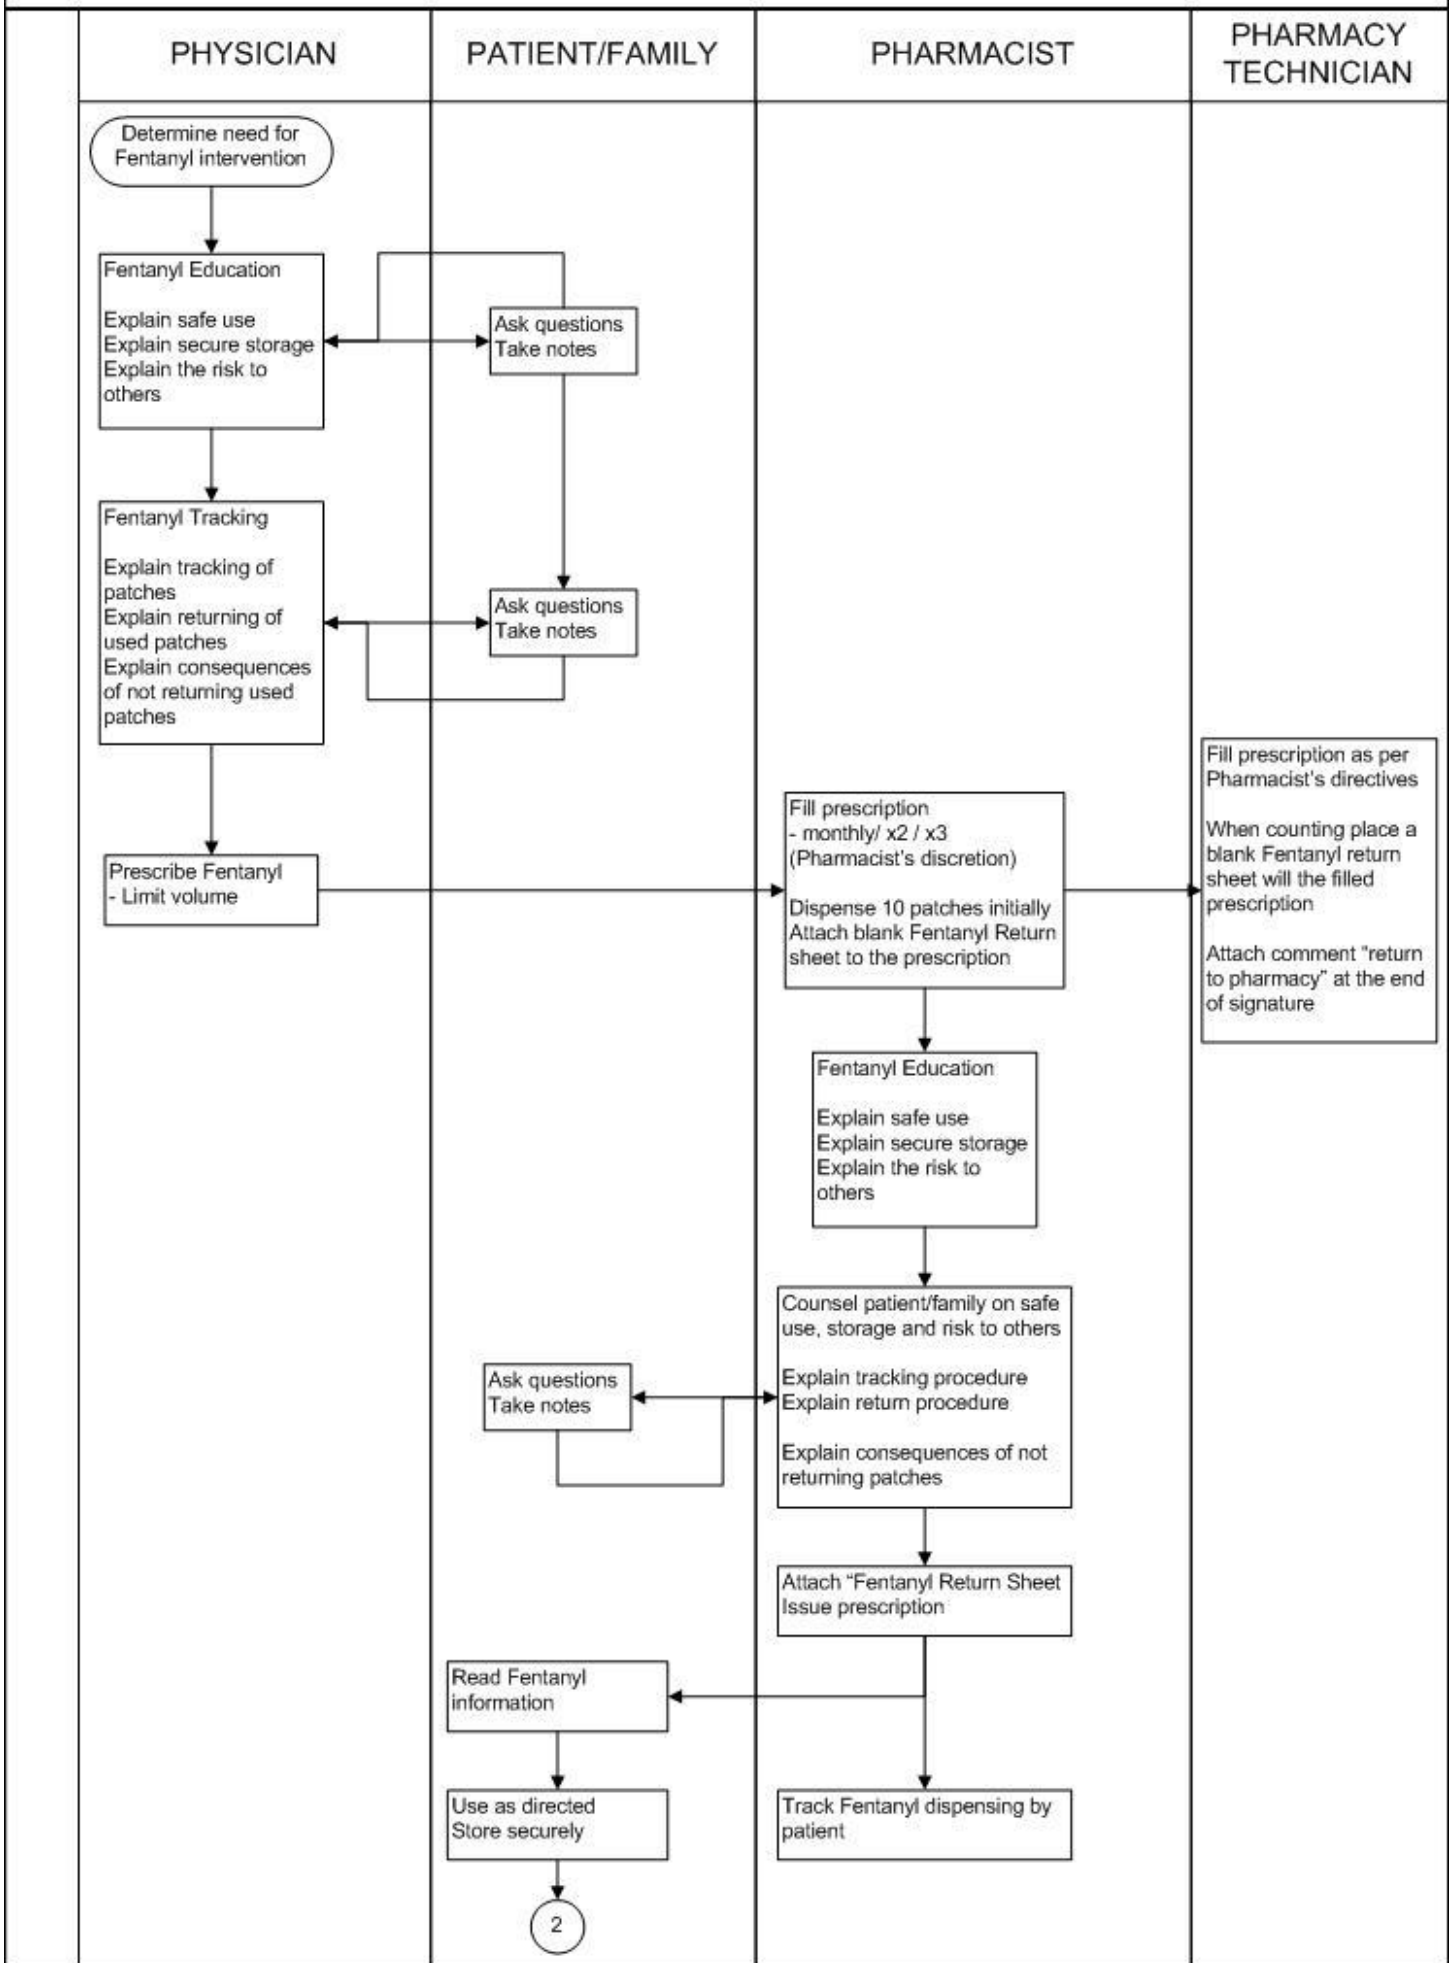 PHYSICIAN
PATIENT/FAMILY
PHARMACIST
PHARMACY
TECHNICIAN
Determine need for
Fentanyl intervention
Fentanyl Education
Explain safe use
Explain secure storage
Explain the risk to
others
Ask questions
Take notes
Fentanyl Tracking
Explain tracking of
patches
Explain returning of
used patches
Explain consequences
of not returning used
patches
Ask questions
Take notes
Prescribe Fentanyl
- Limit volume
Fill prescription
- monthly/ x2 / x3
(Pharmacist's discretion)
Dispense 10 patches initially
Attach blank Fentanyl Return
sheet to the prescription
Fill prescription as per
Pharmacist's directives
When counting place a
blank Fentanyl return
sheet will the filled
prescription
Attach comment “return
to pharmacy” at the end
of signature
Fentanyl Education
Explain safe use
Explain secure storage
Explain the risk to
others
Counsel patient/family on safe
use, storage and risk to others
Explain tracking procedure
Explain return procedure
Explain consequences of not
returning patches
Ask questions
Take notes
Attach “Fentanyl Return Sheet
Issue prescription
Read Fentanyl
information
Use as directed
Store securely
Track Fentanyl dispensing by
patient
2